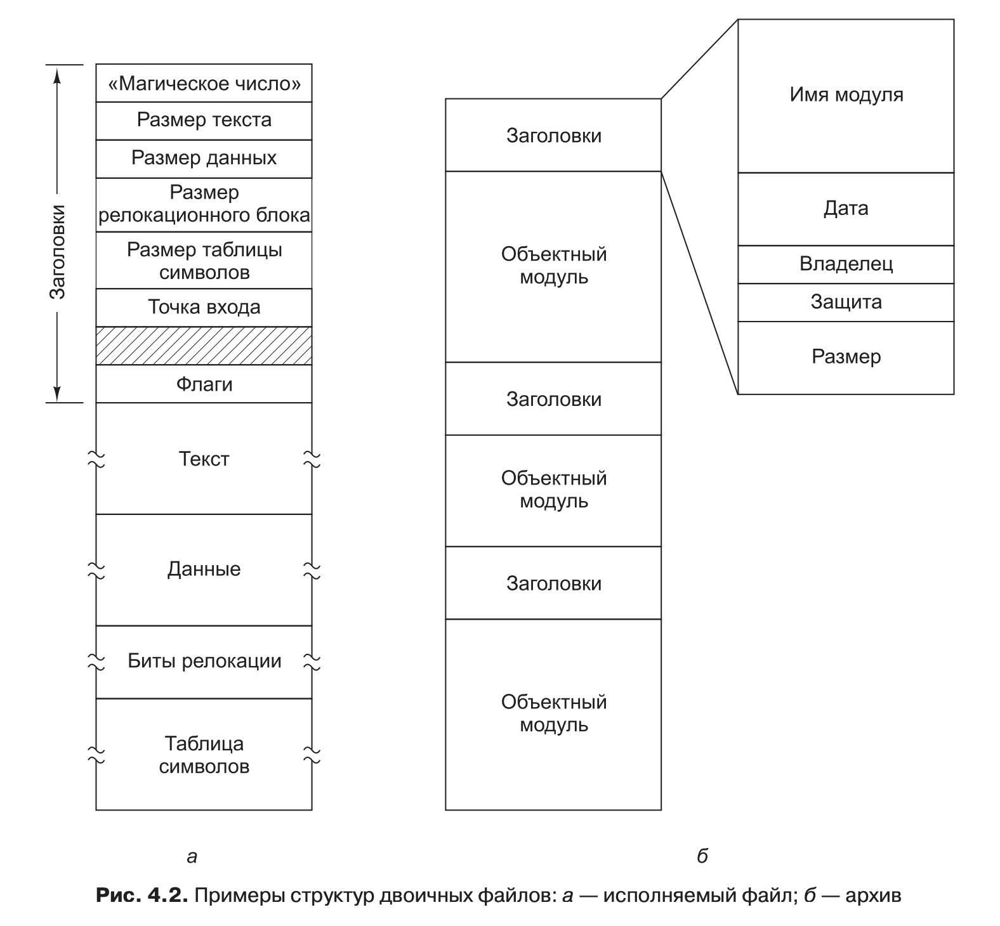 Заголовки
«Магическое число»
Размер текста
Размер данных
Размер
релокационного блока
Размер таблицы
символов
Точка входа
Флаги
Текст
Данные
Биты релокации
Таблица
символов
а
Заголовки
Объектный
модуль
Заголовки
Объектный
модуль
Заголовки
Объектный
модуль
Имя модуля
Дата
Владелец
Защита
Размер
б
Рис. 4.2. Примеры структур двоичных файлов: а — исполняемый файл; б — архив